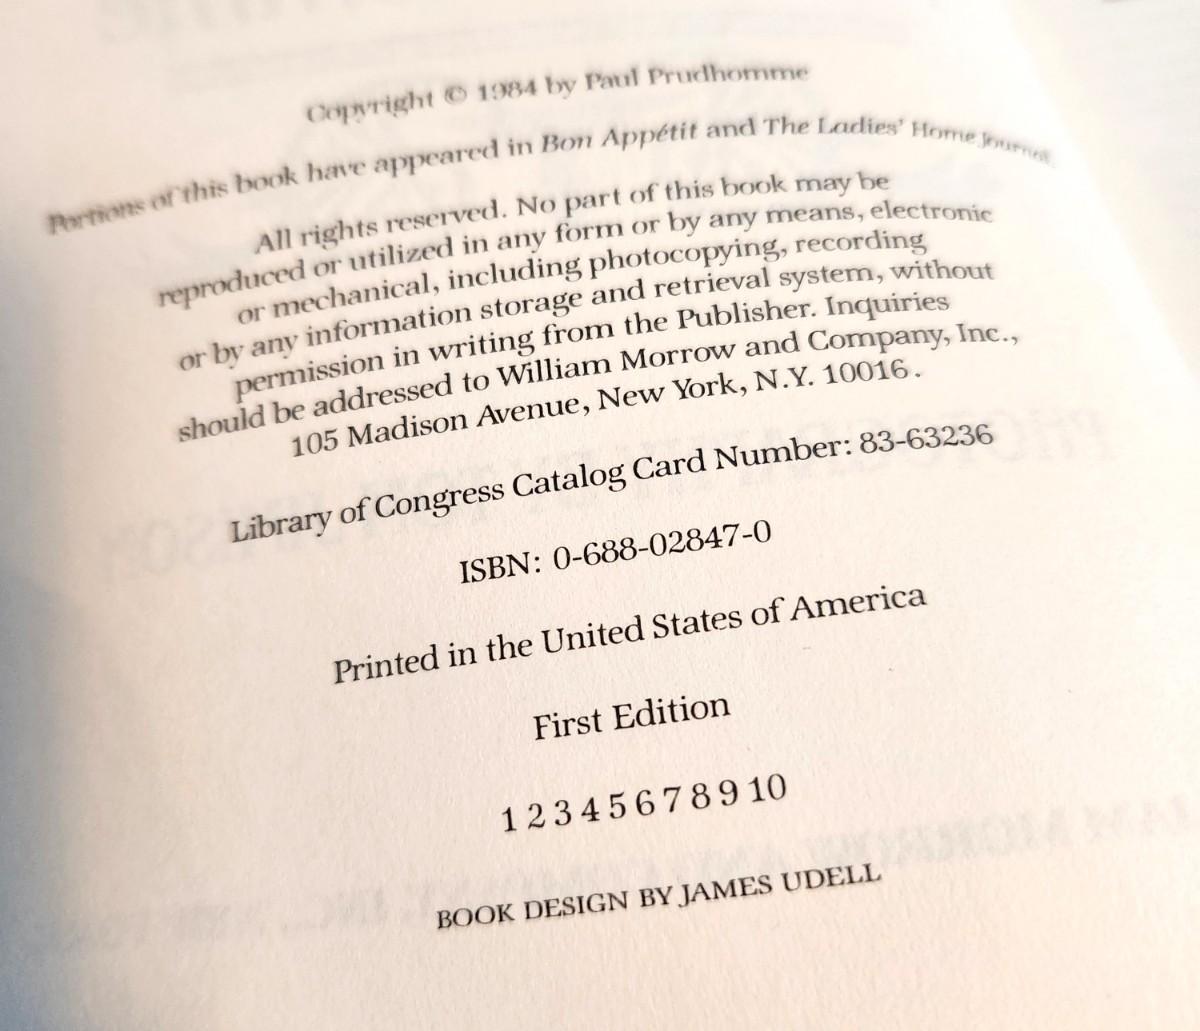 Copyright © 1984 by Paul Prudhomme
Portions of this book have appeared in Bon Appétit and The Ladies' Home Journal
All rights reserved. No part of this book may be
reproduced or utilized in any form or by any means, electronic
or mechanical, including photocopying, recording
or by any information storage and retrieval system, without
permission in writing from the Publisher. Inquiries
should be addressed to William Morrow and Company, Inc.,
105 Madison Avenue, New York, N.Y. 10016.
Library of Congress Catalog Card Number: 83-63236
ISBN: 0-688-02847-0
Printed in the United States of America
First Edition
1 2 3 4 5 6 7 8 9 10
BOOK DESIGN BY JAMES UDELL